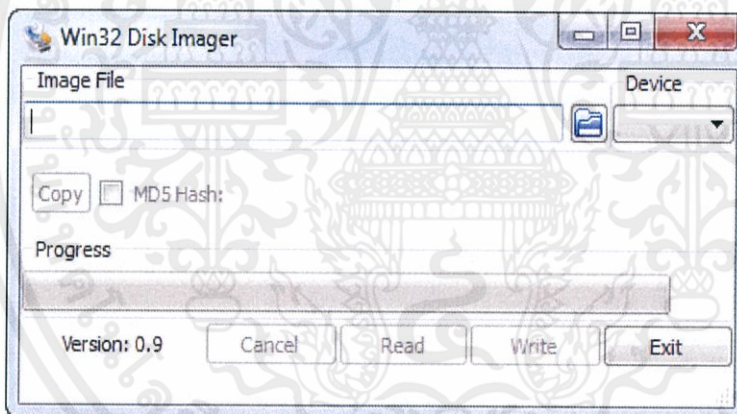 Win32 Disk Imager
Image File
Device
Copy
MD5 Hash:
Progress
Version: 0.9
Cancel
Read
Write
Exit